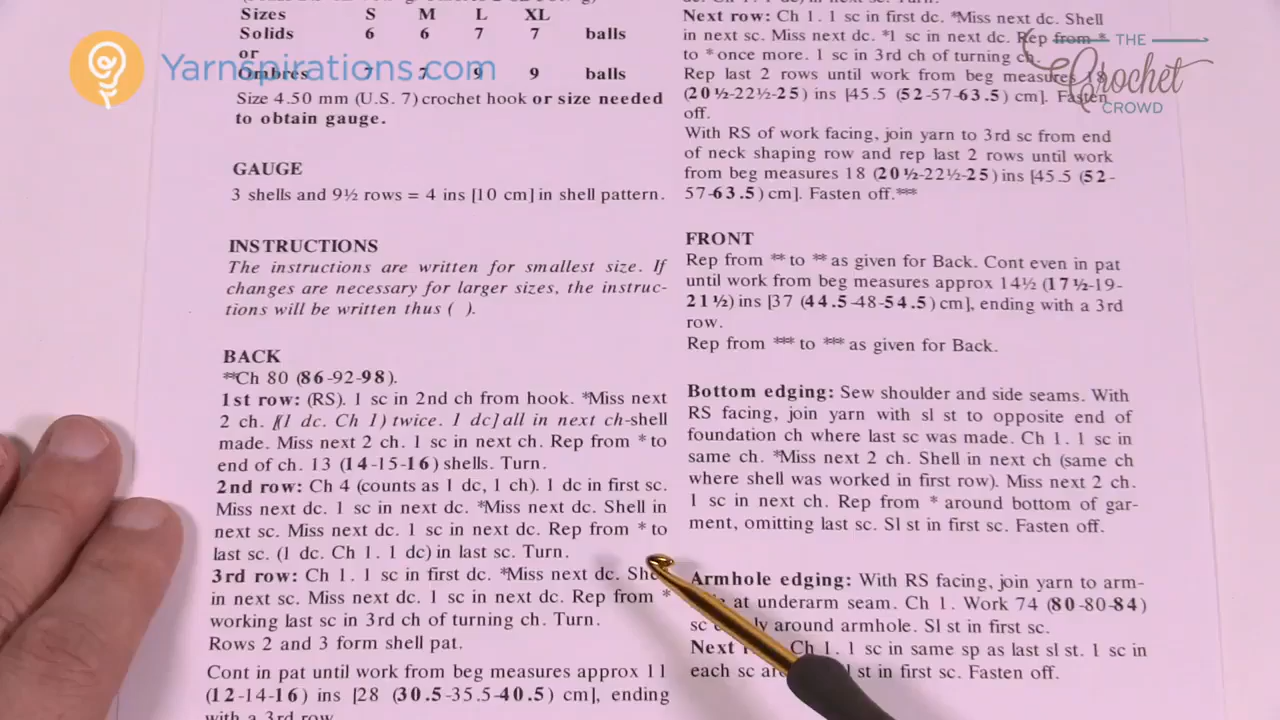 Sizes S M L XL
Solids 6 6 7 7 balls
or
Ombres 7 7 9 9 balls
Size 4.50 mm (U.S. 7) crochet hook or size needed
to obtain gauge.
GAUGE
3 shells and 9½ rows = 4 ins [10 cm] in shell pattern.
INSTRUCTIONS
The instructions are written for smallest size. If
changes are necessary for larger sizes, the instruc-
tions will be written thus ( ).
BACK
**Ch 80 (86-92-98).
1st row: (RS). 1 sc in 2nd ch from hook. *Miss next
2 ch. [(1 dc. Ch 1) twice. 1 dc] all in next ch-shell
made. Miss next 2 ch. 1 sc in next ch. Rep from * to
end of ch. 13 (14-15-16) shells. Turn.
2nd row: Ch 4 (counts as 1 dc, 1 ch). 1 dc in first sc.
Miss next dc. 1 sc in next dc. *Miss next dc. Shell in
next sc. Miss next dc. 1 sc in next dc. Rep from * to
last sc. (1 dc. Ch 1. 1 dc) in last sc. Turn.
3rd row: Ch 1. 1 sc in first dc. *Miss next dc.
in next sc. Miss next dc. 1 sc in next dc. Rep from *
working last sc in 3rd ch of turning ch. Turn.
Rows 2 and 3 form shell pat.
Cont in pat until work from beg measures approx 11
(12-14-16) ins [28 (30.5-35.5-40.5) cm], ending
with a 3rd row.
Next row: Ch 1. 1 sc in first dc. *Miss next dc. Shell
in next sc. Miss next dc. *1 sc in next dc. Rep from *
to * once more. 1 sc in 3rd ch of turning ch.
Rep last 2 rows until work from beg measures 18
(20½-22½-25) ins [45.5 (52-57-63.5) cm]. Fasten
off.
With RS of work facing, join yarn to 3rd sc from end
of neck shaping row and rep last 2 rows until work
from beg measures 18 (20½-22½-25) ins [45.5 (52-
57-63.5) cm]. Fasten off.***
FRONT
Rep from ** to ** as given for Back. Cont even in pat
until work from beg measures approx 14½ (17½-19-
21½) ins [37 (44.5-48-54.5) cm], ending with a 3rd
row.
Rep from *** to *** as given for Back.
Bottom edging: Sew shoulder and side seams. With
RS facing, join yarn with sl st to opposite end of
foundation ch where last sc was made. Ch 1. 1 sc in
same ch. *Miss next 2 ch. Shell in next ch (same ch
where shell was worked in first row). Miss next 2 ch.
1 sc in next ch. Rep from * around bottom of gar-
ment, omitting last sc. Sl st in first sc. Fasten off.
Armhole edging: With RS facing, join yarn to arm-
at underarm seam. Ch 1. Work 74 (80-80-84)
sc around armhole. Sl st in first sc.
Next Ch 1. 1 sc in same sp as last sl st. 1 sc in
each sc st in first sc. Fasten off.
Yarnspirations.com
THE
Crochet
CROWD